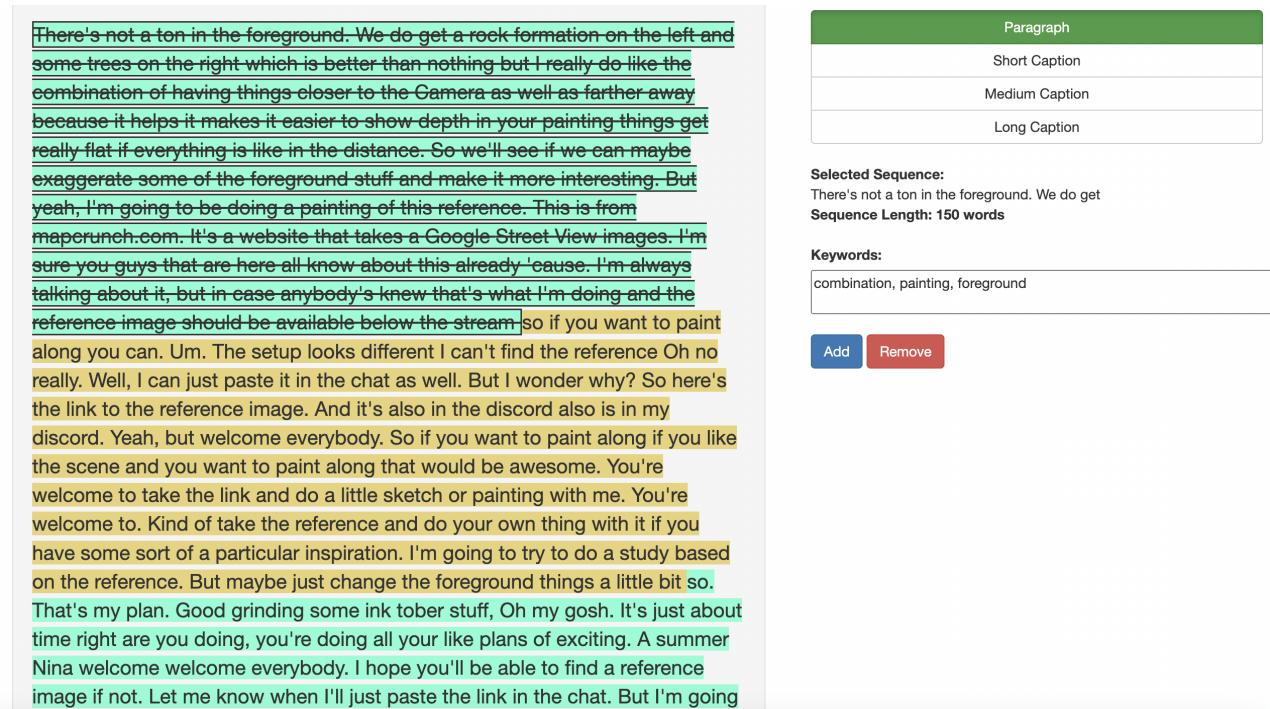 There's not a ton in the foreground. We do get a rock formation on the left and
some trees on the right which is better than nothing but I really do like the
combination of having things closer to the Camera as well as farther away
because it helps it makes it easier to show depth in your painting things get
really flat if everything is like in the distance. So we'll see if we can maybe
exaggerate some of the foreground stuff and make it more interesting. But
yeah, I'm going to be doing a painting of this reference. This is from
mapcrunch.com. It's a website that takes a Google Street View images. I'm
sure you guys that are here all know about this already 'cause. I'm always
talking about it, but in case anybody's knew that's what I'm doing and the
reference image should be available below the stream so if you want to paint
along you can. Um. The setup looks different I can't find the reference Oh no
really. Well, I can just paste it in the chat as well. But I wonder why? So here's
the link to the reference image. And it's also in the discord also is in my
discord. Yeah, but welcome everybody. So if you want to paint along if you like
the scene and you want to paint along that would be awesome. You're
welcome to take the link and do a little sketch or painting with me. You're
welcome to. Kind of take the reference and do your own thing with it if you
have some sort of a particular inspiration. I'm going to try to do a study based
on the reference. But maybe just change the foreground things a little bit so.
That's my plan. Good grinding some ink tober stuff, Oh my gosh. It's just about
time right are you doing, you're doing all your like plans of exciting. A summer
Nina welcome welcome everybody. I hope you'll be able to find a reference
image if not. Let me know when I'll just paste the link in the chat. But I'm going
Paragraph
Short Caption
Medium Caption
Long Caption
Selected Sequence:
There's not a ton in the foreground. We do get
Sequence Length: 150 words
Keywords:
combination, painting, foreground
Add Remove